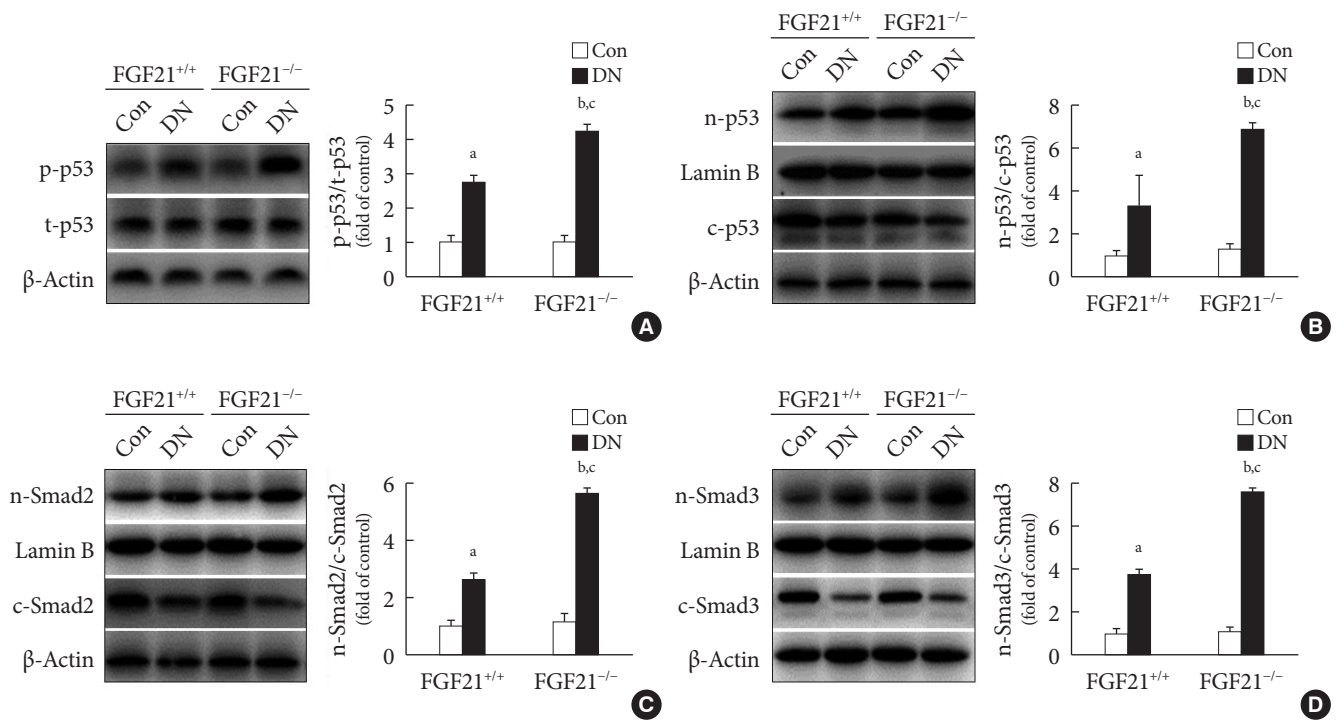 FGF21+/+ FGF21−/−
Con DN Con DN
p-p53
t-p53
β-Actin
Con
DN
p-p53/t-p53
(fold of control)
5
4
3
2
1
0
a
b,c
FGF21+/+ FGF21−/−
A
FGF21+/+ FGF21−/−
Con DN Con DN
n-p53
Lamin B
c-p53
β-Actin
Con
DN
n-p53/c-p53
(fold of control)
8
6
4
2
0
a
b,c
FGF21+/+ FGF21−/−
B
FGF21+/+ FGF21−/−
Con DN Con DN
n-Smad2
Lamin B
c-Smad2
β-Actin
Con
DN
n-Smad2/c-Smad2
(fold of control)
6
4
2
0
a
b,c
FGF21+/+ FGF21−/−
C
FGF21+/+ FGF21−/−
Con DN Con DN
n-Smad3
Lamin B
c-Smad3
β-Actin
Con
DN
n-Smad3/c-Smad3
(fold of control)
8
6
4
2
0
a
b,c
FGF21+/+ FGF21−/−
D